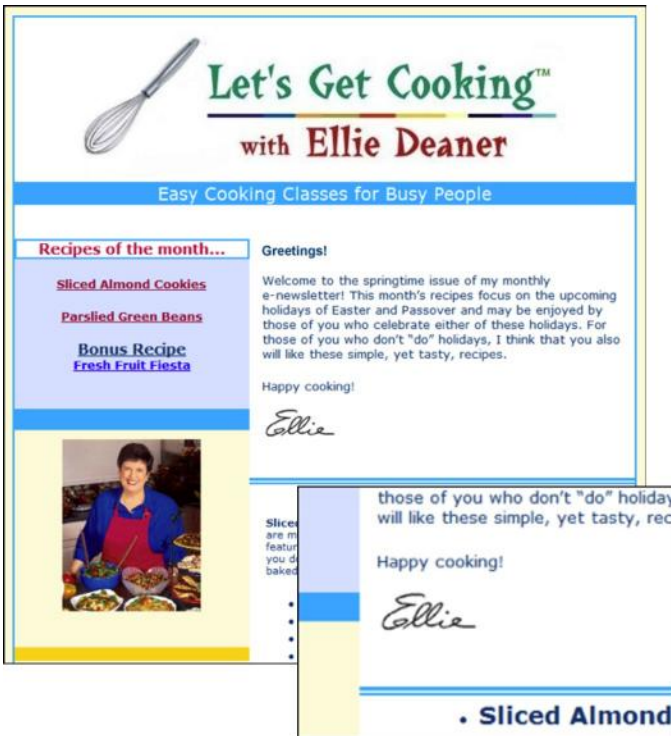 Let's Get Cooking™
with Ellie Deaner
Easy Cooking Classes for Busy People
Recipes of the month...
Sliced Almond Cookies
Parslied Green Beans
Bonus Recipe
Fresh Fruit Fiesta
Greetings!
Welcome to the springtime issue of my monthly
e-newsletter! This month's recipes focus on the upcoming
holidays of Easter and Passover and may be enjoyed by
those of you who celebrate either of these holidays. For
those of you who don't “do” holidays, I think that you also
will like these simple, yet tasty, recipes.
Happy cooking!
Ellie
are m
featur
you d
baked
those of you who don't “do” holiday
will like these simple, yet tasty, rec
Happy cooking!
Ellie
• Sliced Almond